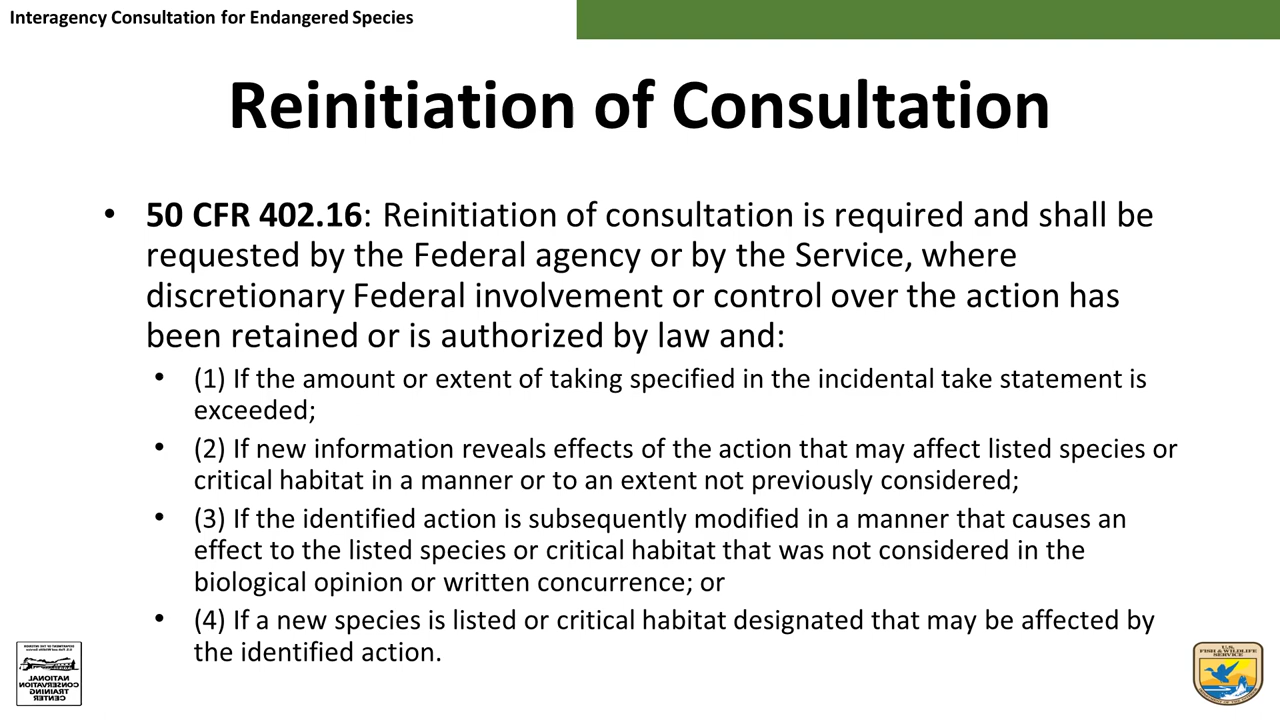 Interagency Consultation for Endangered Species
Reinitiation of Consultation
• 50 CFR 402.16: Reinitiation of consultation is required and shall be
requested by the Federal agency or by the Service, where
discretionary Federal involvement or control over the action has
been retained or is authorized by law and:
• (1) If the amount or extent of taking specified in the incidental take statement is
exceeded;
• (2) If new information reveals effects of the action that may affect listed species or
critical habitat in a manner or to an extent not previously considered;
• (3) If the identified action is subsequently modified in a manner that causes an
effect to the listed species or critical habitat that was not considered in the
biological opinion or written concurrence; or
• (4) If a new species is listed or critical habitat designated that may be affected by
the identified action.
NATIONAL
CONSERVATION
TRAINING
CENTER
U.S.
FISH & WILDLIFE
SERVICE